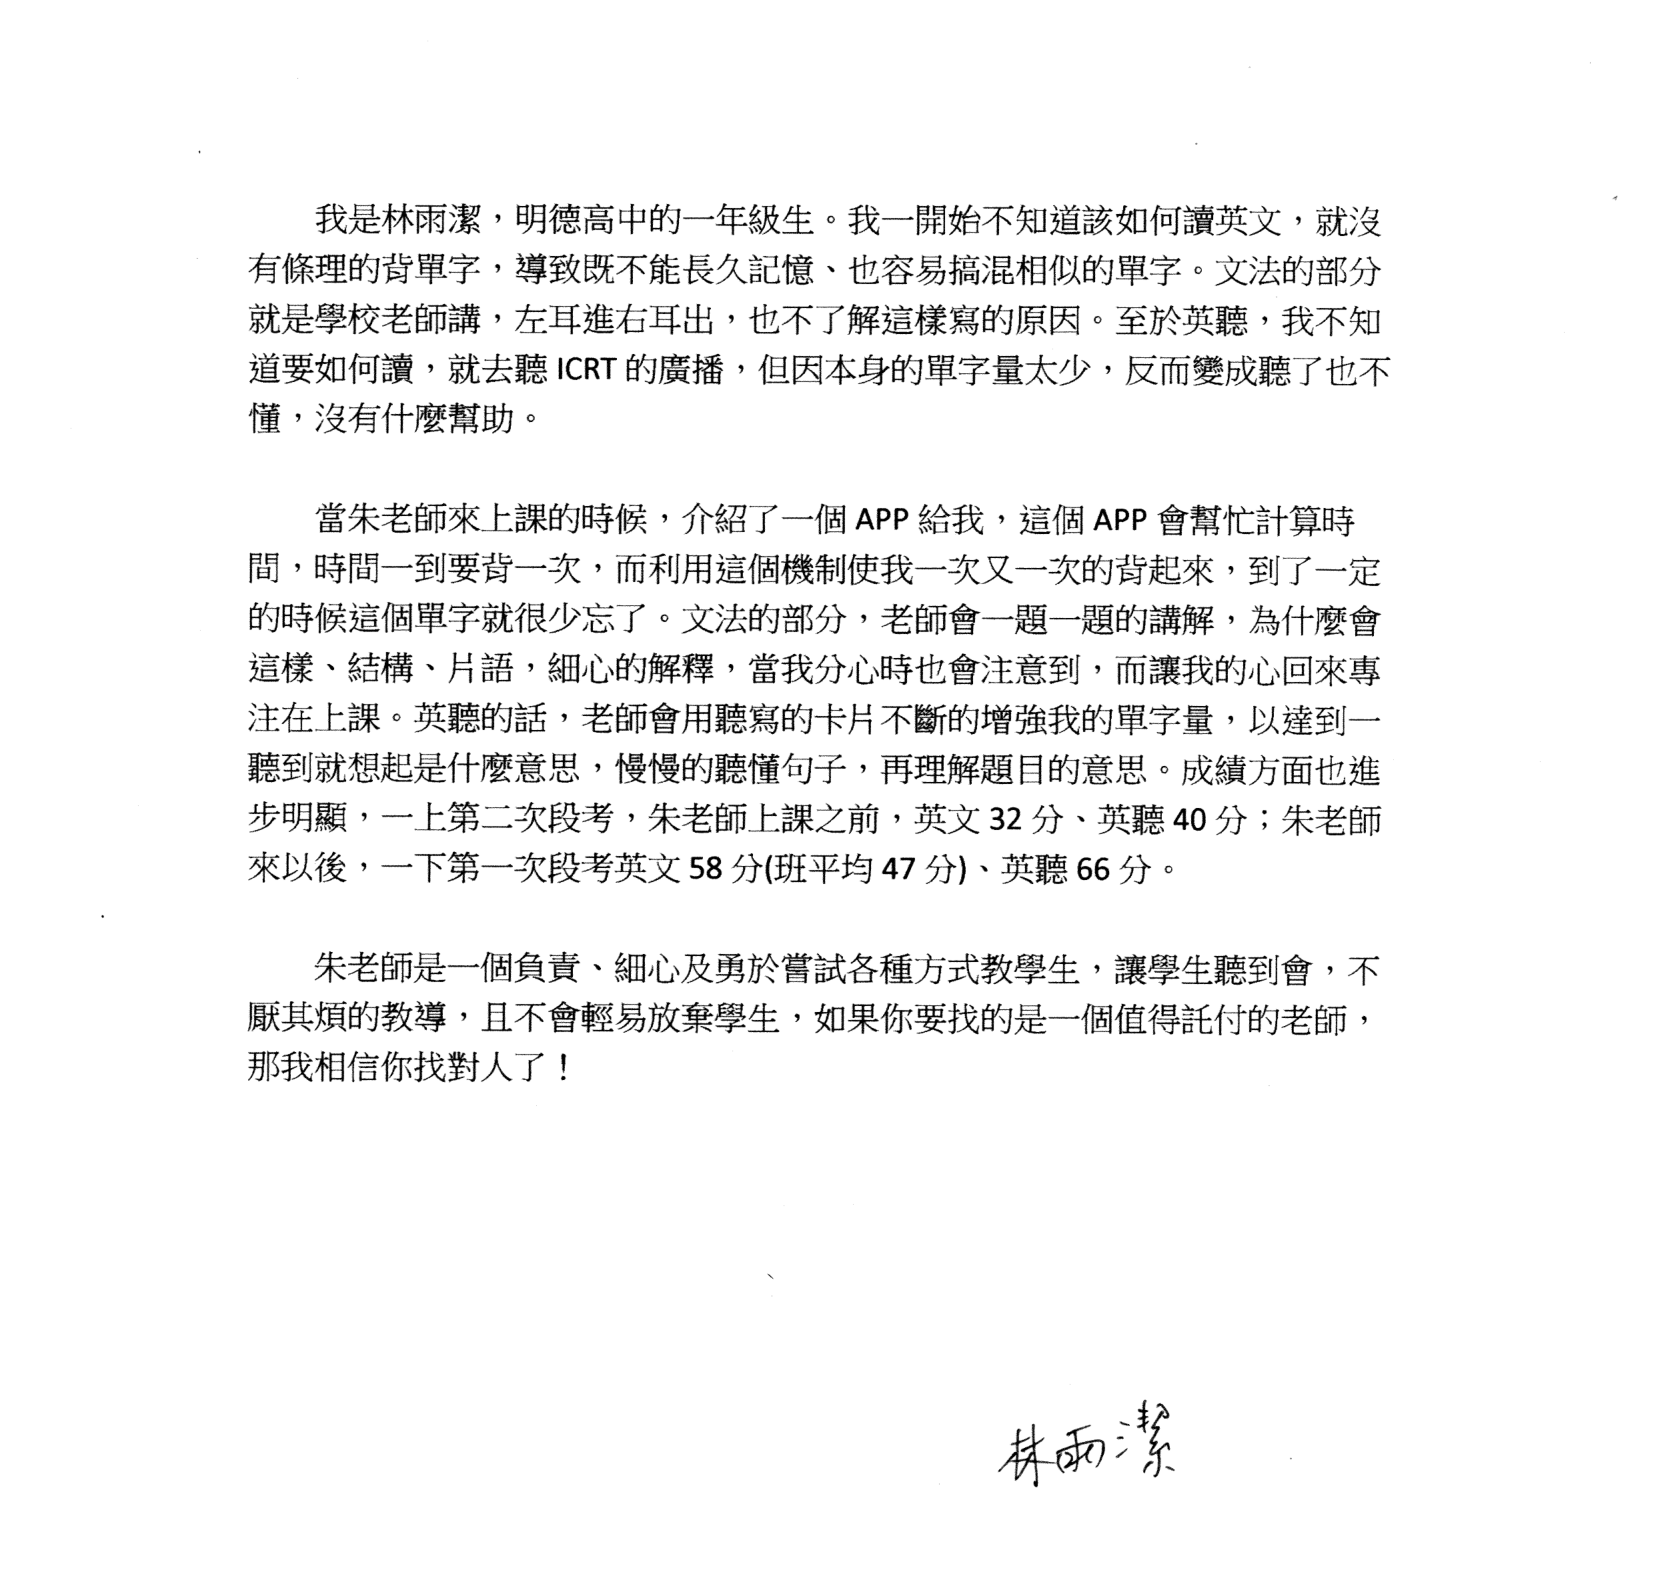 我是林雨潔，明德高中的一年級生。我一開始不知道該如何讀英文，就沒
有條理的背單字，導致既不能長久記憶、也容易搞混相似的單字。文法的部分
就是學校老師講，左耳進右耳出，也不了解這樣寫的原因。至於英聽，我不知
道要如何讀，就去聽 ICRT 的廣播，但因本身的單字量太少，反而變成聽了也不
懂，沒有什麼幫助。
當朱老師來上課的時候，介紹了一個 APP 給我，這個 APP 會幫忙計算時
間，時間一到要背一次，而利用這個機制使我一次又一次的背起來，到了一定
的時候這個單字就很少忘了。文法的部分，老師會一題一題的講解，為什麼會
這樣、結構、片語，細心的解釋，當我分心時也會注意到，而讓我的心回來專
注在上課。英聽的話，老師會用聽寫的卡片不斷的增強我的單字量，以達到一
聽到就想起是什麼意思，慢慢的聽懂句子，再理解題目的意思。成績方面也進
步明顯，一上第二次段考，朱老師上課之前，英文 32 分、英聽 40 分；朱老師
來以後，一下第一次段考英文 58 分(班平均 47 分)、英聽 66 分。
朱老師是一個負責、細心及勇於嘗試各種方式教學生，讓學生聽到會，不
厭其煩的教導，且不會輕易放棄學生，如果你要找的是一個值得託付的老師，
那我相信你找對人了！
林雨潔